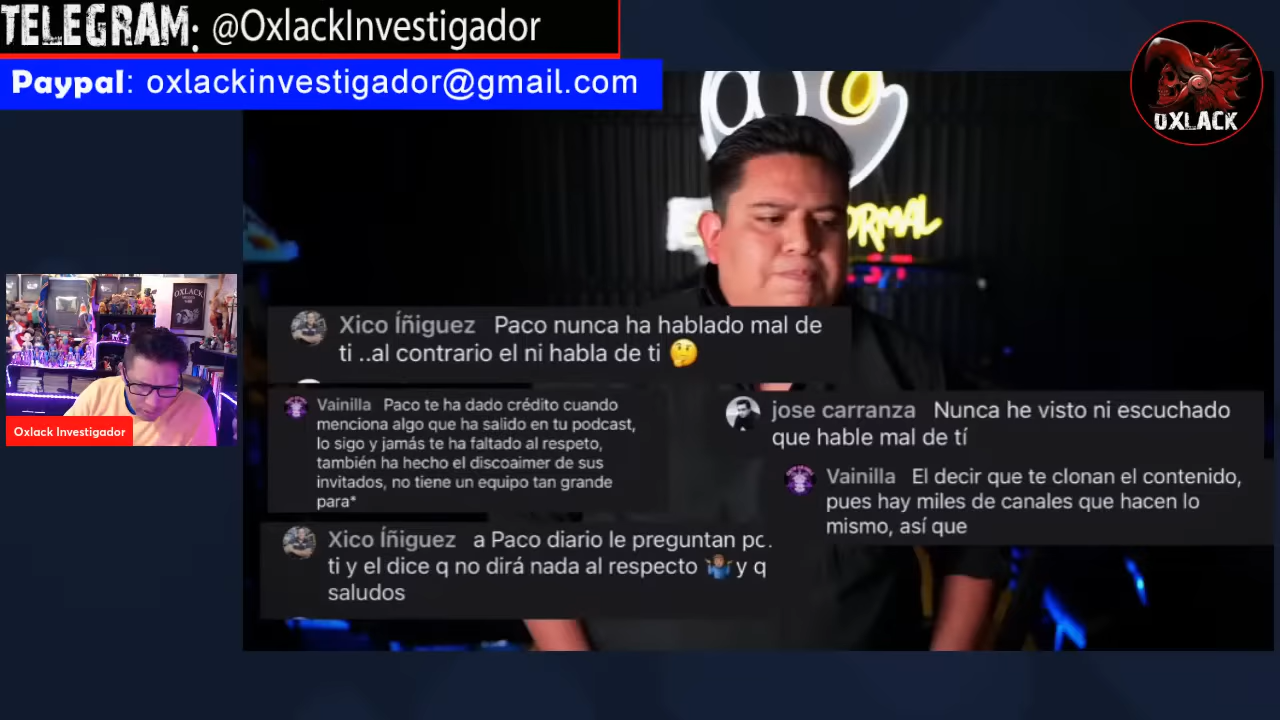 TELEGRAM: @OxlackInvestigador
Paypal: oxlackinvestigador@gmail.com
OXLACK
RMAL
OXLACK
Xico Íñiguez Paco nunca ha hablado mal de
ti ..al contrario el ni habla de ti 🤔
Vainilla Paco te ha dado crédito cuando
menciona algo que ha salido en tu podcast,
lo sigo y jamás te ha faltado al respeto,
también ha hecho el discoaimer de sus
invitados, no tiene un equipo tan grande
para*
jose carranza Nunca he visto ni escuchado
que hable mal de tí
Vainilla El decir que te clonan el contenido,
pues hay miles de canales que hacen lo
mismo, así que
Oxlack Investigador
Xico Íñiguez a Paco diario le preguntan po.
ti y el dice q no dirá nada al respecto 🤷🏽‍♂️ y q
saludos